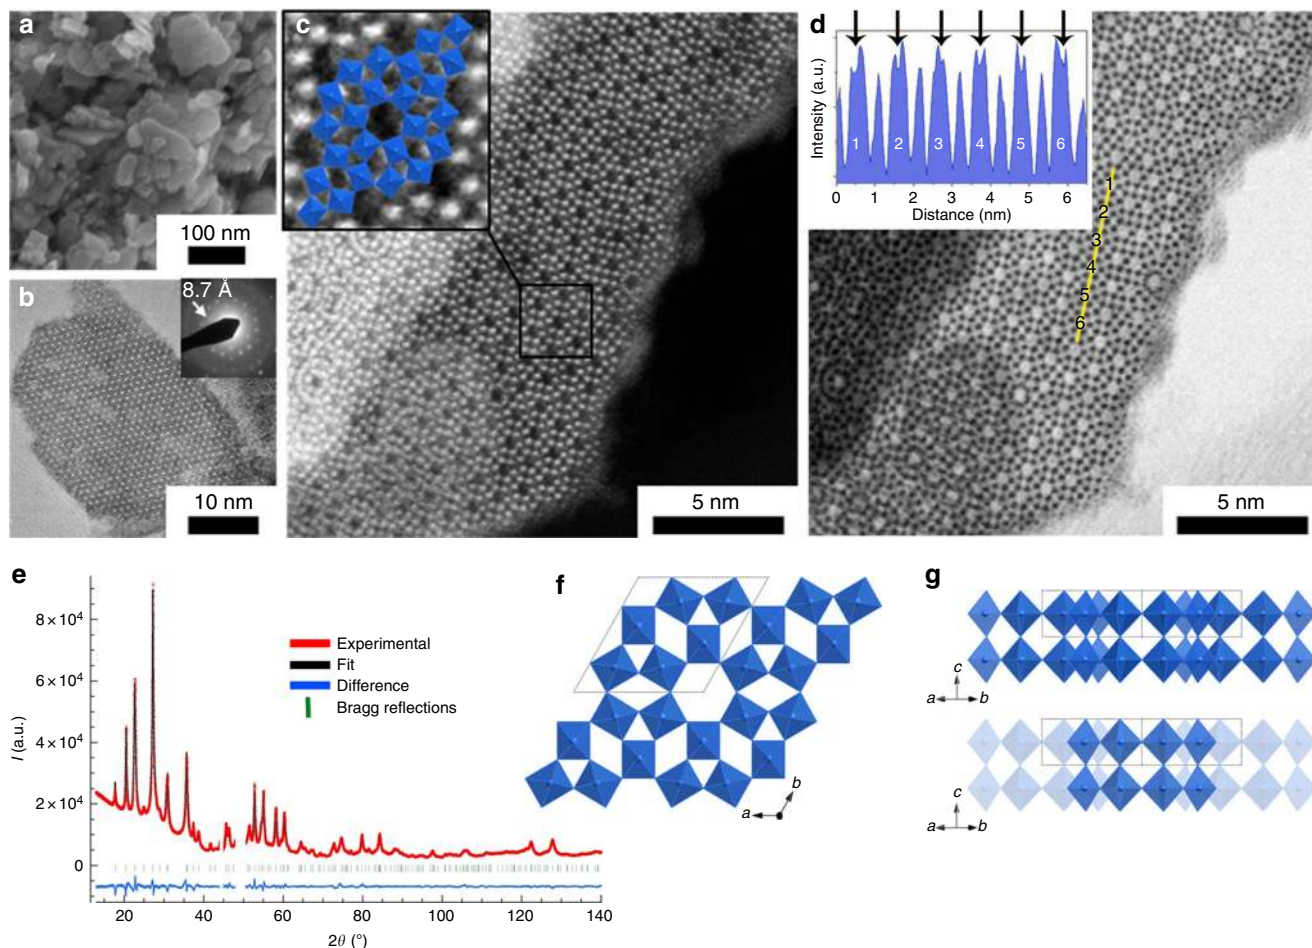 a
100 nm
b
8.7 Å
10 nm
c
5 nm
d
Intensity (a.u.)
1 2 3 4 5 6
0 1 2 3 4 5 6
Distance (nm)
1
2
3
4
5
6
5 nm
e
I (a.u.)
8 × 10⁴
6 × 10⁴
4 × 10⁴
2 × 10⁴
0
Experimental
Fit
Difference
Bragg reflections
20 40 60 80 100 120 140
2θ (°)
f
b
a
g
c
a b
c
a b